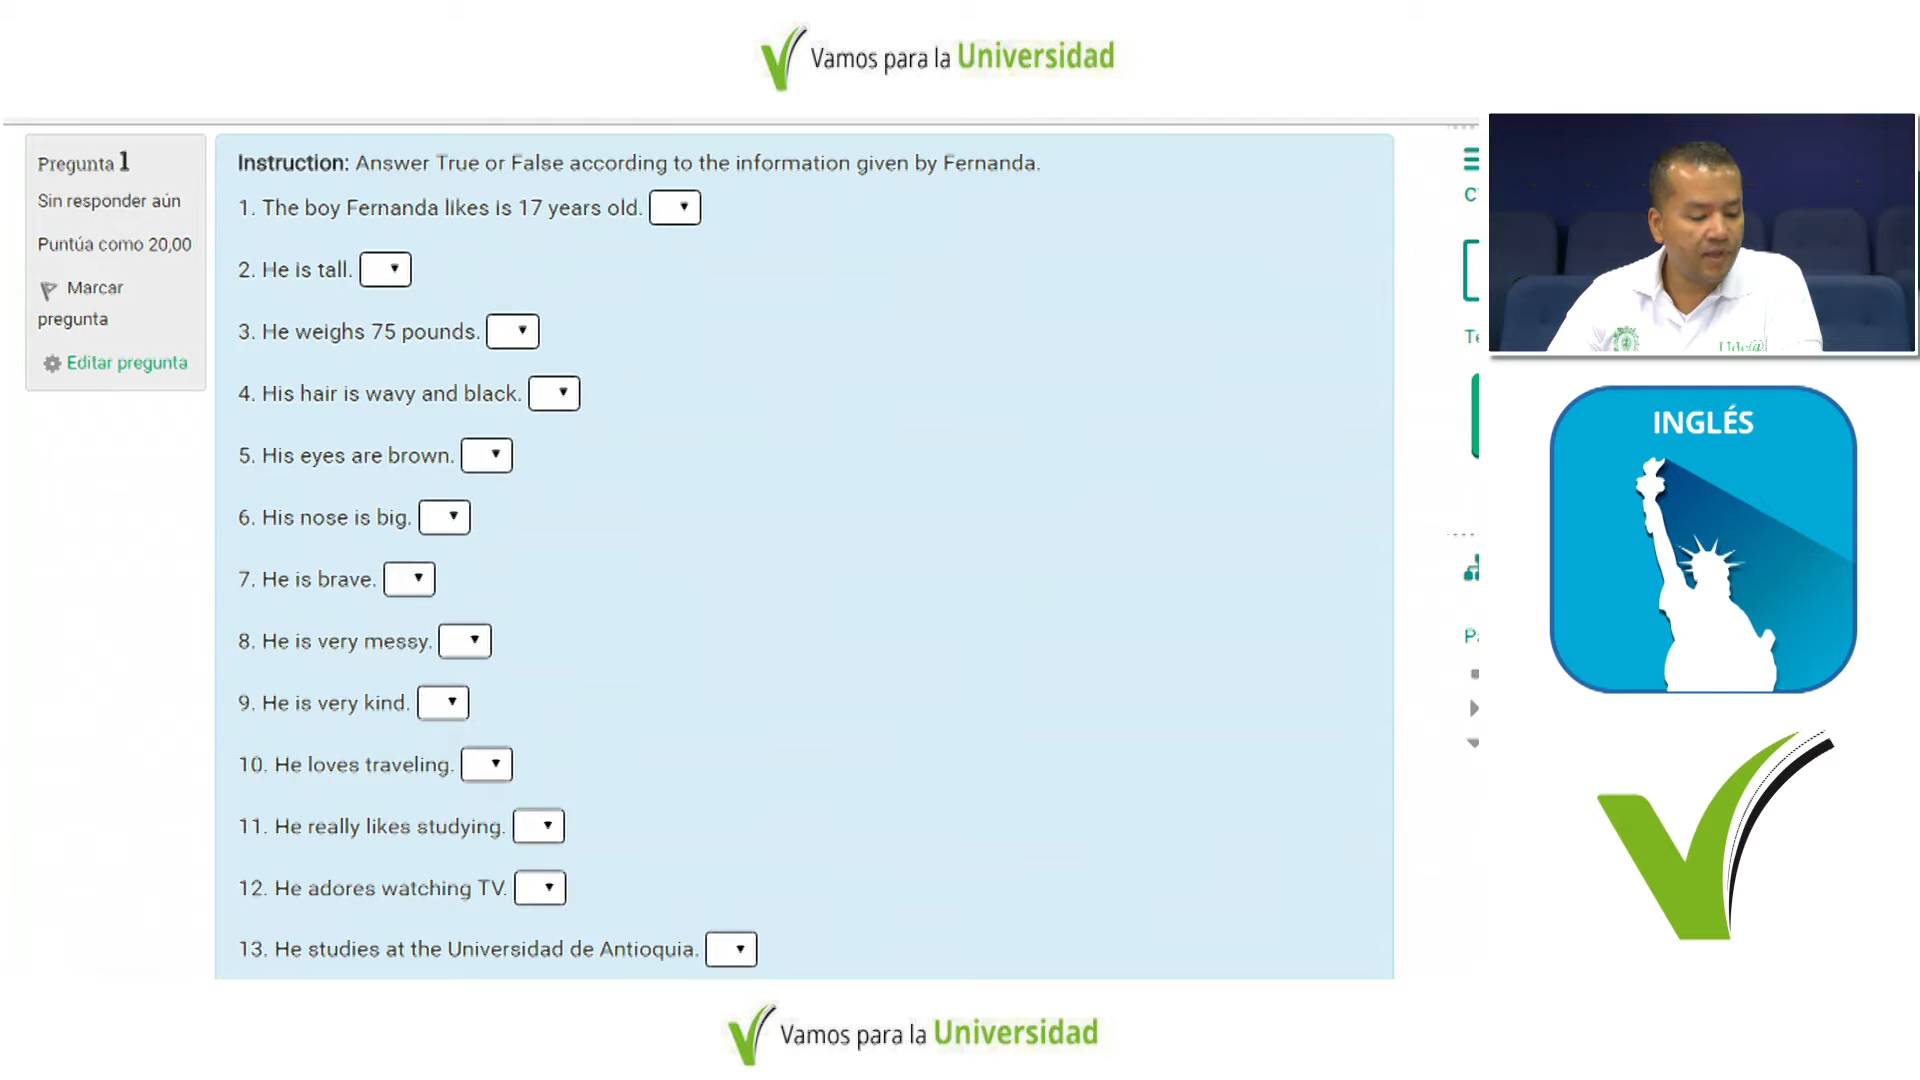 Vamos para la Universidad
Pregunta 1
Sin responder aún
Puntúa como 20,00
Marcar
pregunta
Editar pregunta
Instruction: Answer True or False according to the information given by Fernanda.
1. The boy Fernanda likes is 17 years old.
2. He is tall.
3. He weighs 75 pounds.
4. His hair is wavy and black.
5. His eyes are brown.
6. His nose is big.
7. He is brave.
8. He is very messy.
9. He is very kind.
10. He loves traveling.
11. He really likes studying.
12. He adores watching TV.
13. He studies at the Universidad de Antioquia.
INGLÉS
Vamos para la Universidad